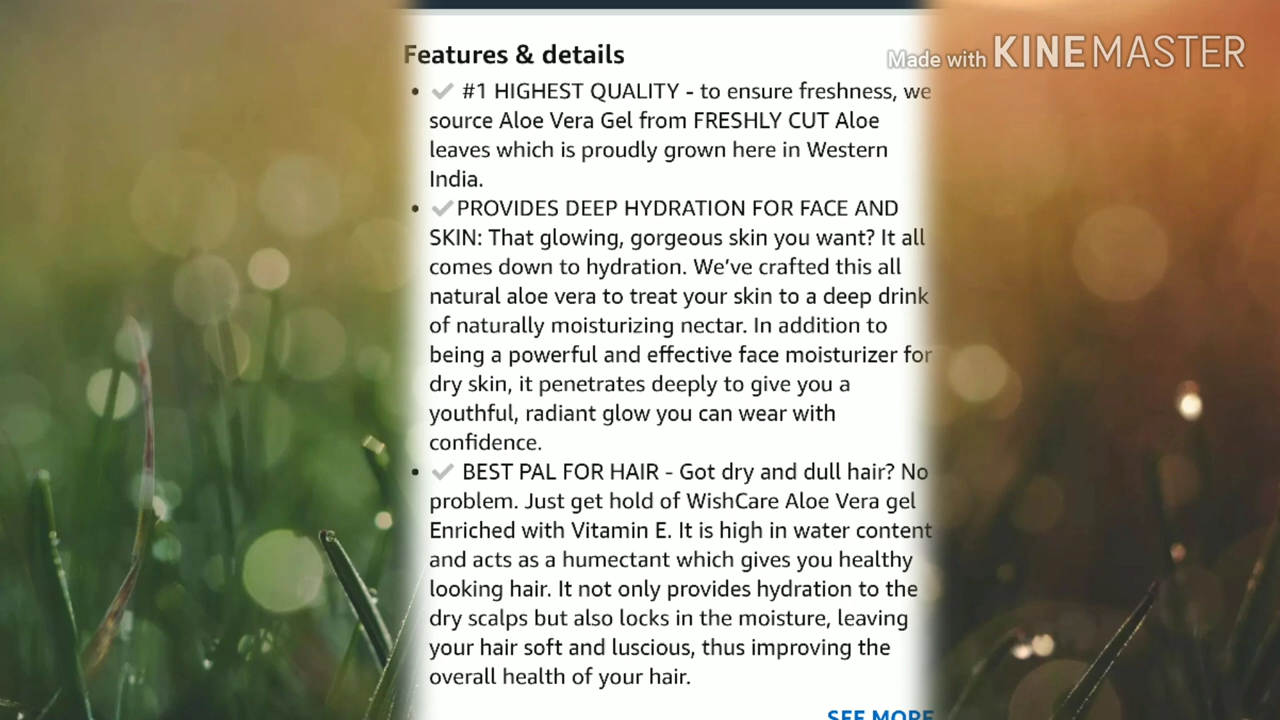 Features & details
Made with KINEMASTER
• ✔ #1 HIGHEST QUALITY - to ensure freshness, we
source Aloe Vera Gel from FRESHLY CUT Aloe
leaves which is proudly grown here in Western
India.
• ✔PROVIDES DEEP HYDRATION FOR FACE AND
SKIN: That glowing, gorgeous skin you want? It all
comes down to hydration. We’ve crafted this all
natural aloe vera to treat your skin to a deep drink
of naturally moisturizing nectar. In addition to
being a powerful and effective face moisturizer for
dry skin, it penetrates deeply to give you a
youthful, radiant glow you can wear with
confidence.
• ✔ BEST PAL FOR HAIR - Got dry and dull hair? No
problem. Just get hold of WishCare Aloe Vera gel
Enriched with Vitamin E. It is high in water content
and acts as a humectant which gives you healthy
looking hair. It not only provides hydration to the
dry scalps but also locks in the moisture, leaving
your hair soft and luscious, thus improving the
overall health of your hair.
SEE MORE